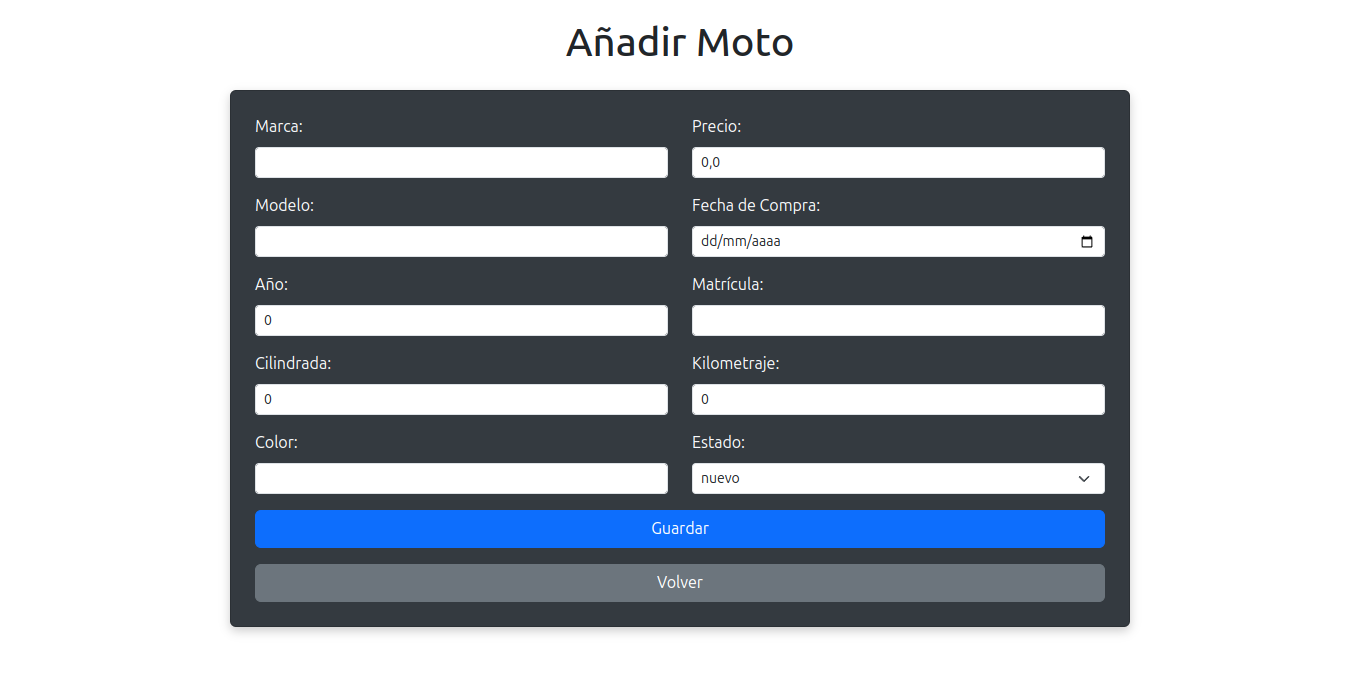 Añadir Moto
Marca:
Precio:
0,0
Modelo:
Fecha de Compra:
dd/mm/aaaa
Año:
0
Matrícula:
Cilindrada:
0
Kilometraje:
0
Color:
Estado:
nuevo
Guardar
Volver